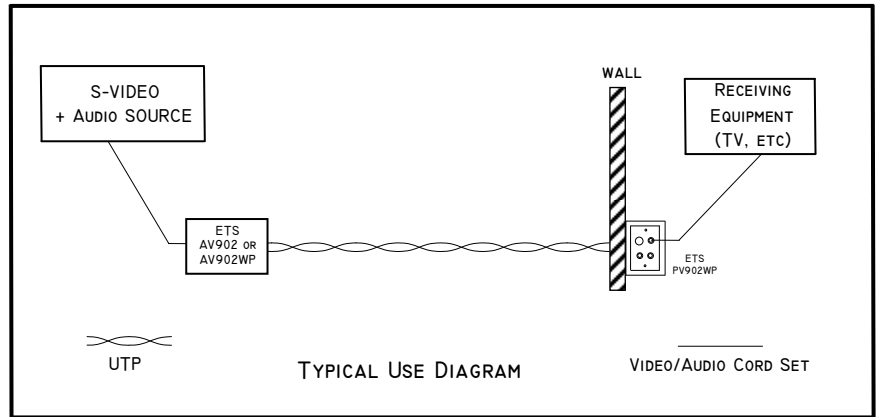 S-VIDEO
+ AUDIO SOURCE
WALL
RECEIVING
EQUIPMENT
(TV, ETC)
ETS
AV902 OR
AV902WP
ETS
PV902WP
UTP
TYPICAL USE DIAGRAM
VIDEO/AUDIO CORD SET